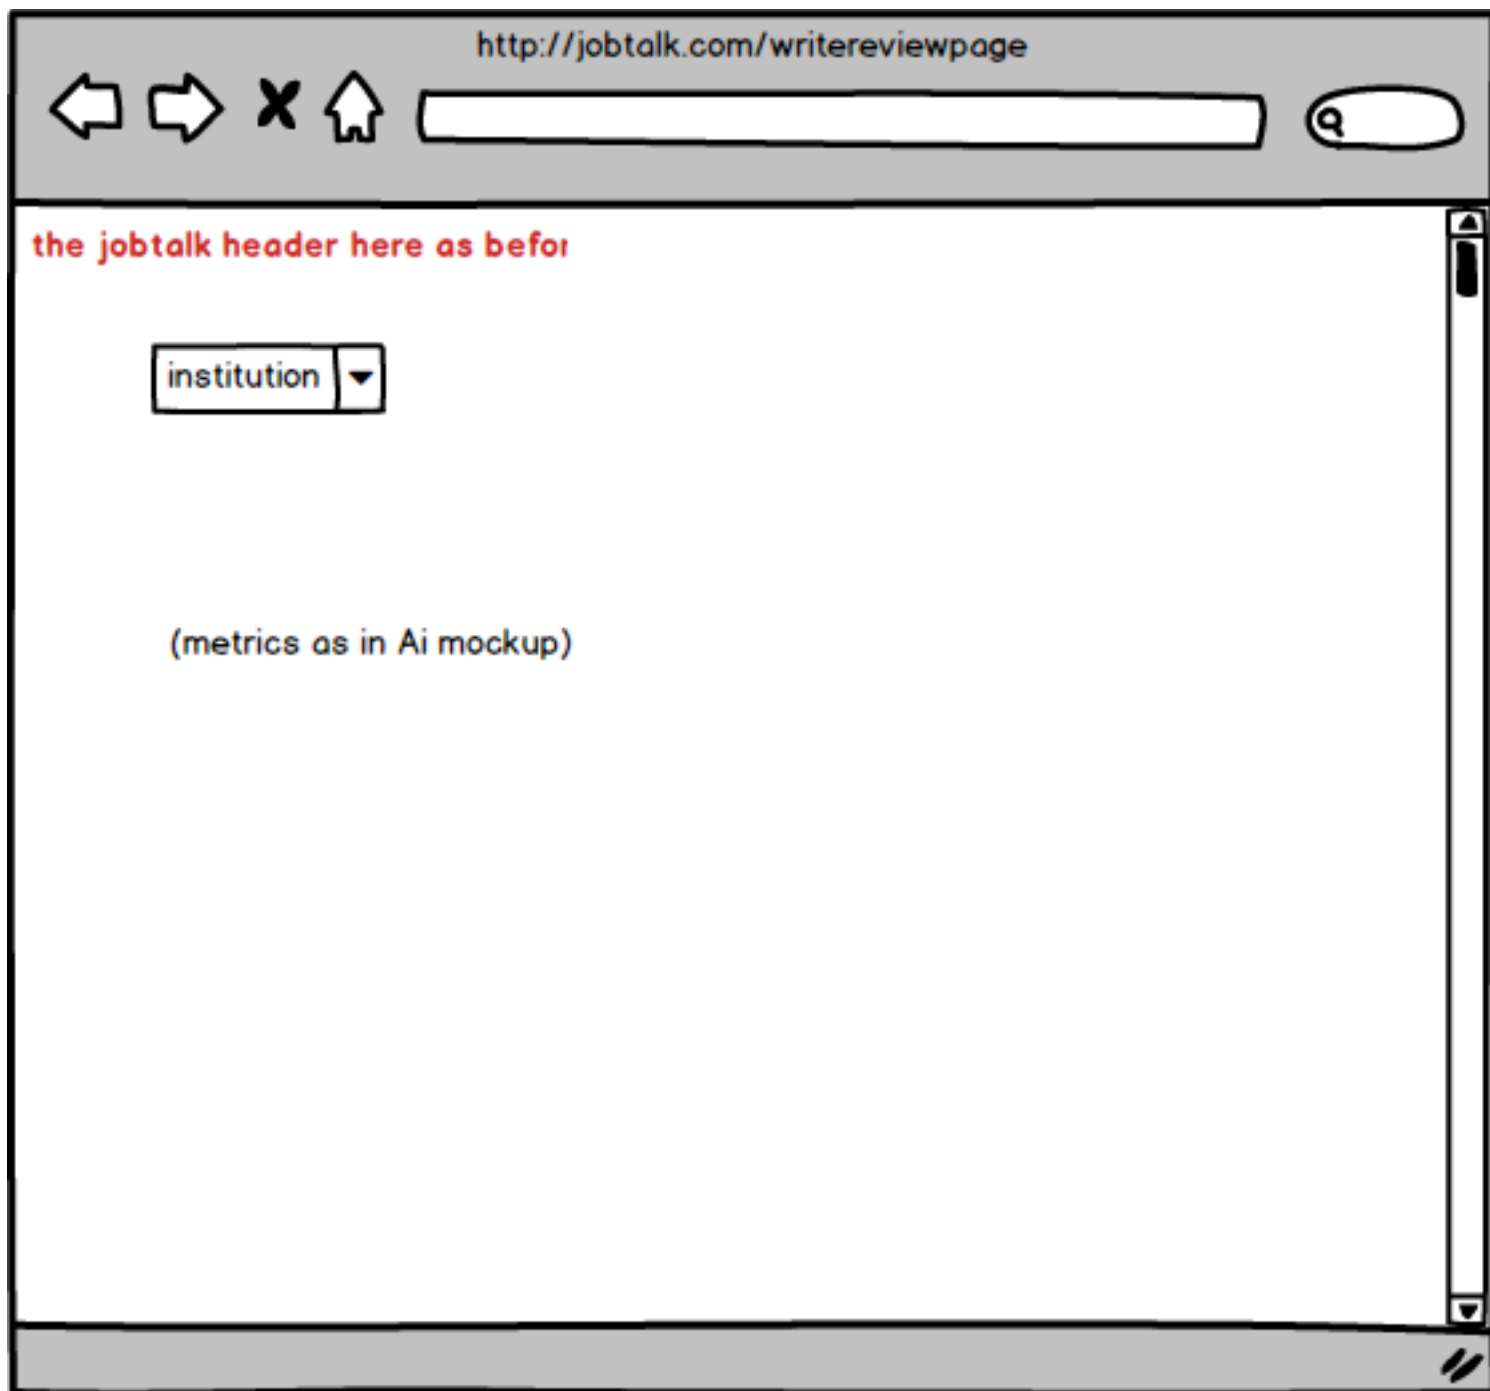 http://jobtalk.com/writereviewpage
the jobtalk header here as befor
institution
(metrics as in Ai mockup)